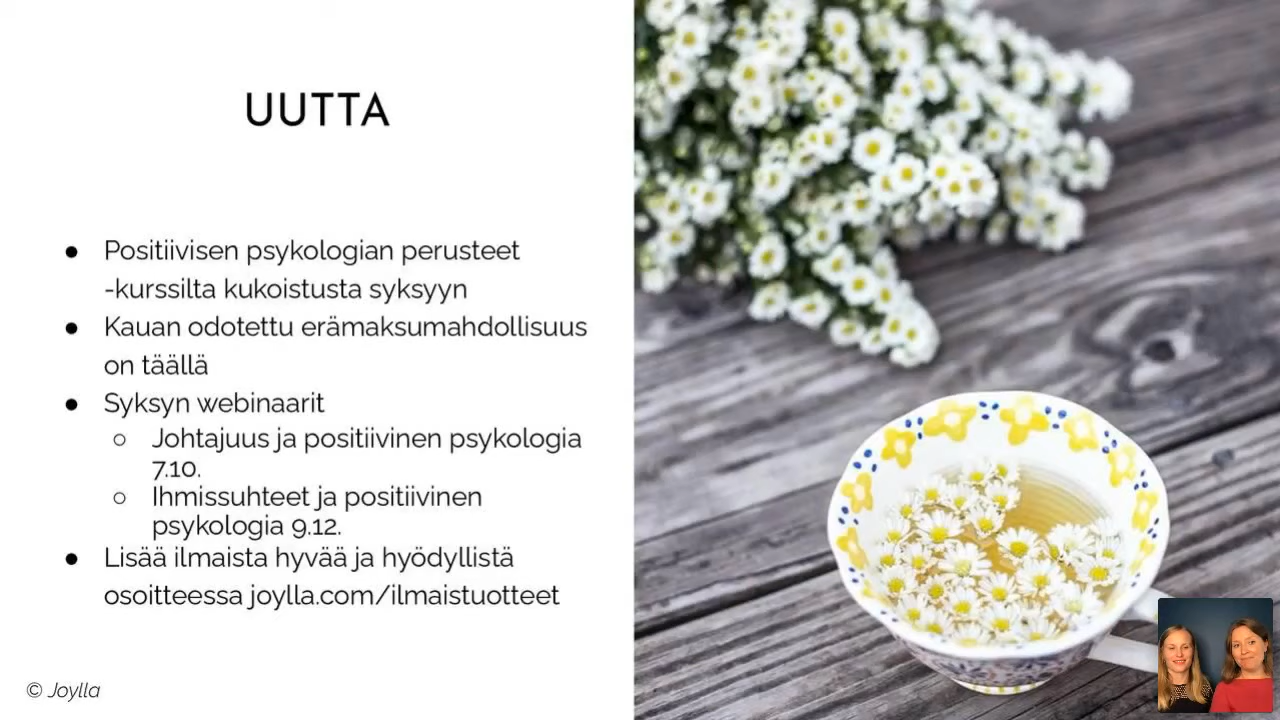 UUTTA
● Positiivisen psykologian perusteet
-kurssilta kukoistusta syksyyn
● Kauan odotettu erämaksumahdollisuus
on täällä
● Syksyn webinaarit
○ Johtajuus ja positiivinen psykologia
7.10.
○ Ihmissuhteet ja positiivinen
psykologia 9.12.
● Lisää ilmaista hyvää ja hyödyllistä
osoitteessa joylla.com/ilmaistuotteet
© Joylla